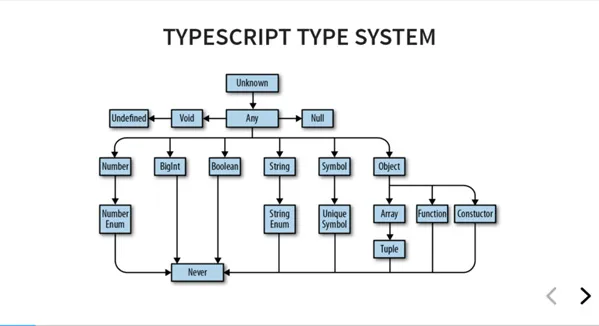 TYPESCRIPT TYPE SYSTEM
Unknown
Undefined Void Any Null
Number BigInt Boolean String Symbol Object
Number Enum String Enum Unique Symbol Array Function Constuctor
Tuple
Never